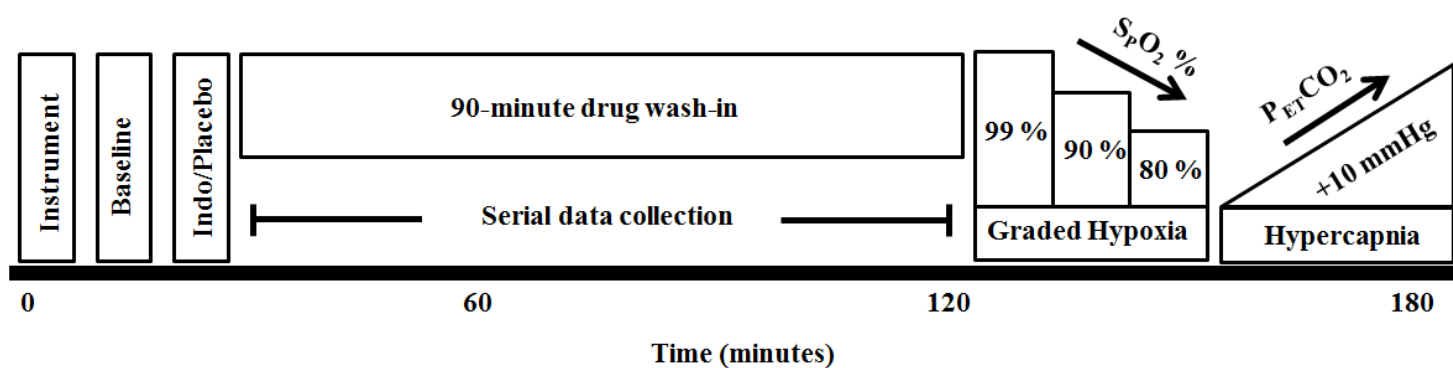 Instrument
Baseline
Indo/Placebo
90-minute drug wash-in
Serial data collection
99 %
90 %
80 %
SPO2 %
Graded Hypoxia
PETCO2
+10 mmHg
Hypercapnia
0
60
120
180
Time (minutes)